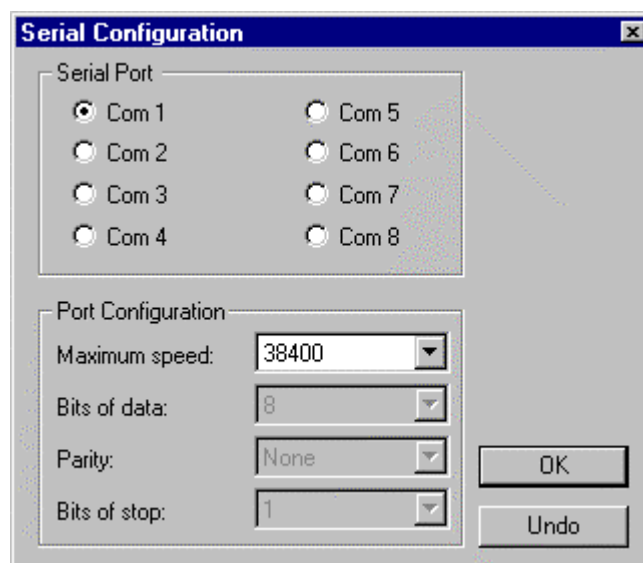 Serial Configuration
Serial Port
Com 1
Com 5
Com 2
Com 6
Com 3
Com 7
Com 4
Com 8
Port Configuration
Maximum speed: 38400
Bits of data: 8
Parity: None
Bits of stop: 1
OK
Undo